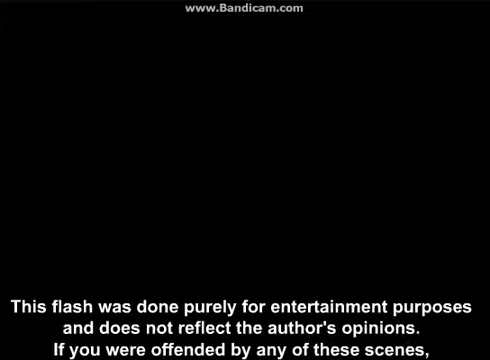 www.Bandicam.com
This flash was done purely for entertainment purposes
and does not reflect the author's opinions.
If you were offended by any of these scenes,